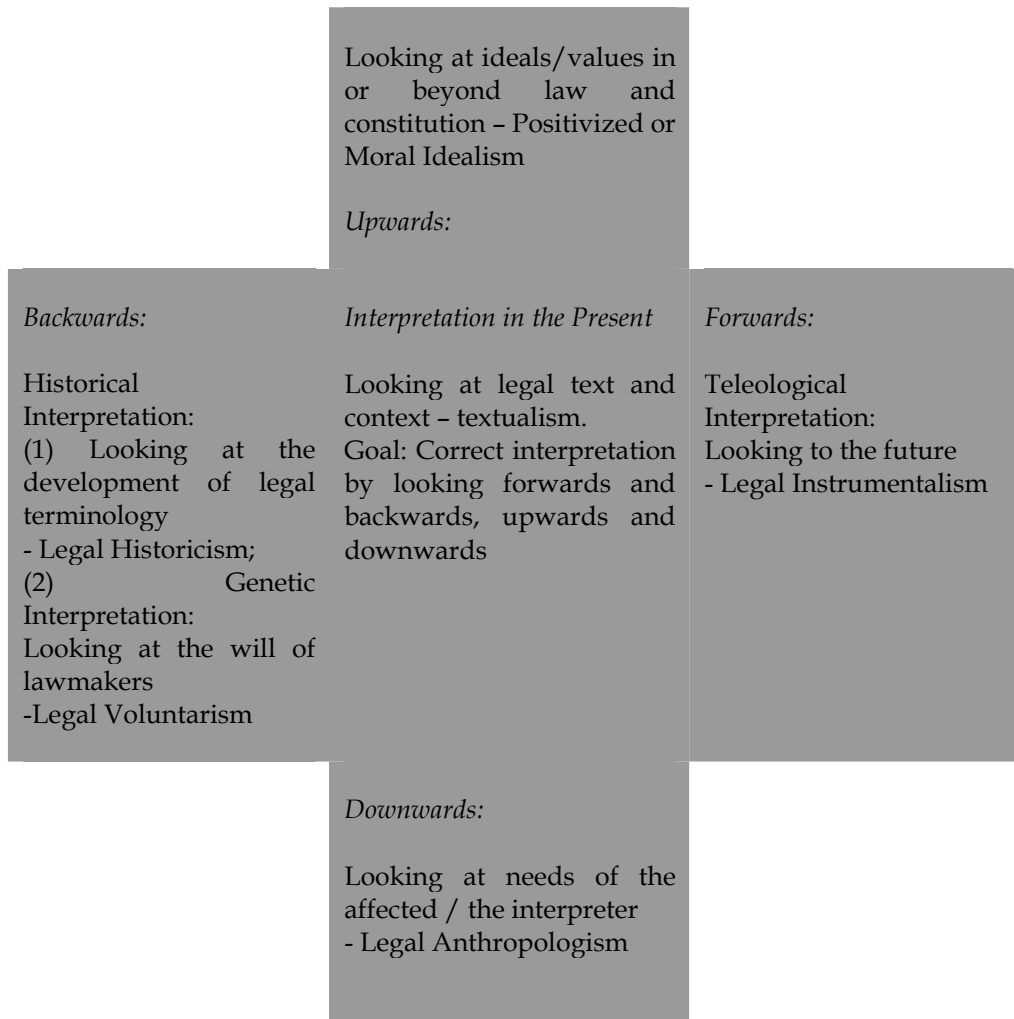 Looking at ideals/values in
or beyond law and
constitution – Positivized or
Moral Idealism
Upwards:
Backwards:
Historical
Interpretation:
(1) Looking at the
development of legal
terminology
- Legal Historicism;
(2) Genetic
Interpretation:
Looking at the will of
lawmakers
-Legal Voluntarism
Interpretation in the Present
Looking at legal text and
context – textualism.
Goal: Correct interpretation
by looking forwards and
backwards, upwards and
downwards
Forwards:
Teleological
Interpretation:
Looking to the future
- Legal Instrumentalism
Downwards:
Looking at needs of the
affected / the interpreter
- Legal Anthropologism